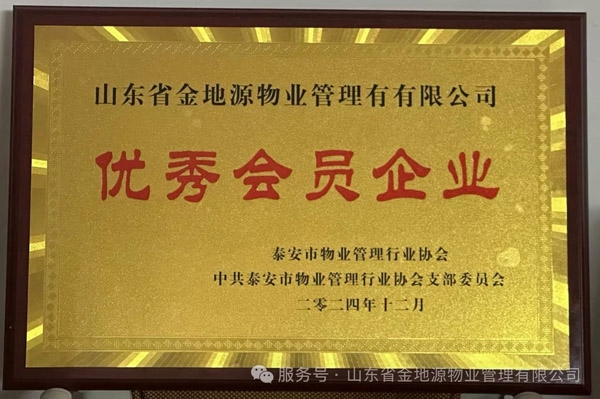 山东省金地源物业管理有有限公司
优秀会员企业
泰安市物业管理行业协会
中共泰安市物业管理行业协会支部委员会
二零二四年十二月
服务号 · 山东省金地源物业管理有限公司